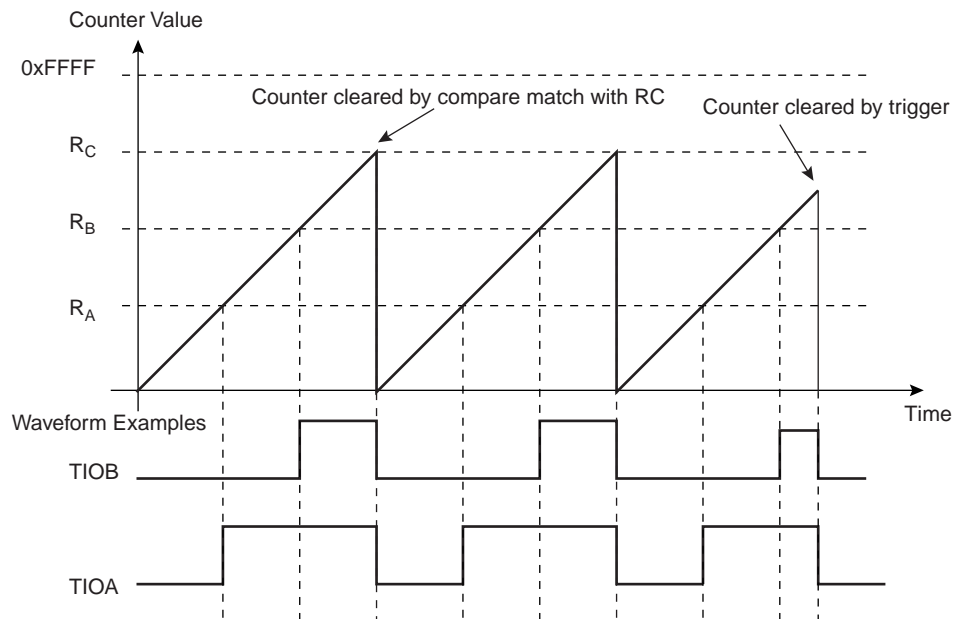 Counter Value
0xFFFF
Counter cleared by compare match with RC
Counter cleared by trigger
RC
RB
RA
Time
Waveform Examples
TIOB
TIOA